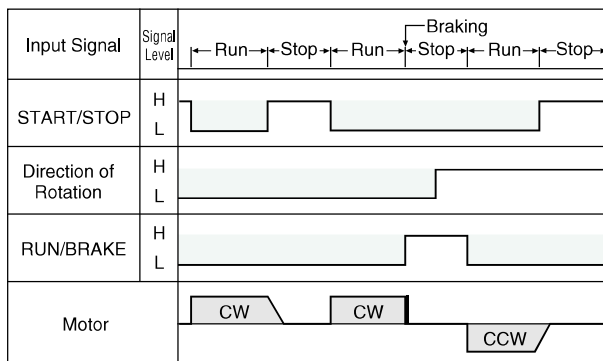 Input Signal
Signal
Level
Braking
Run Stop Run Stop Run Stop
START/STOP
H
L
Direction of
Rotation
H
L
RUN/BRAKE
H
L
Motor
CW CW CCW